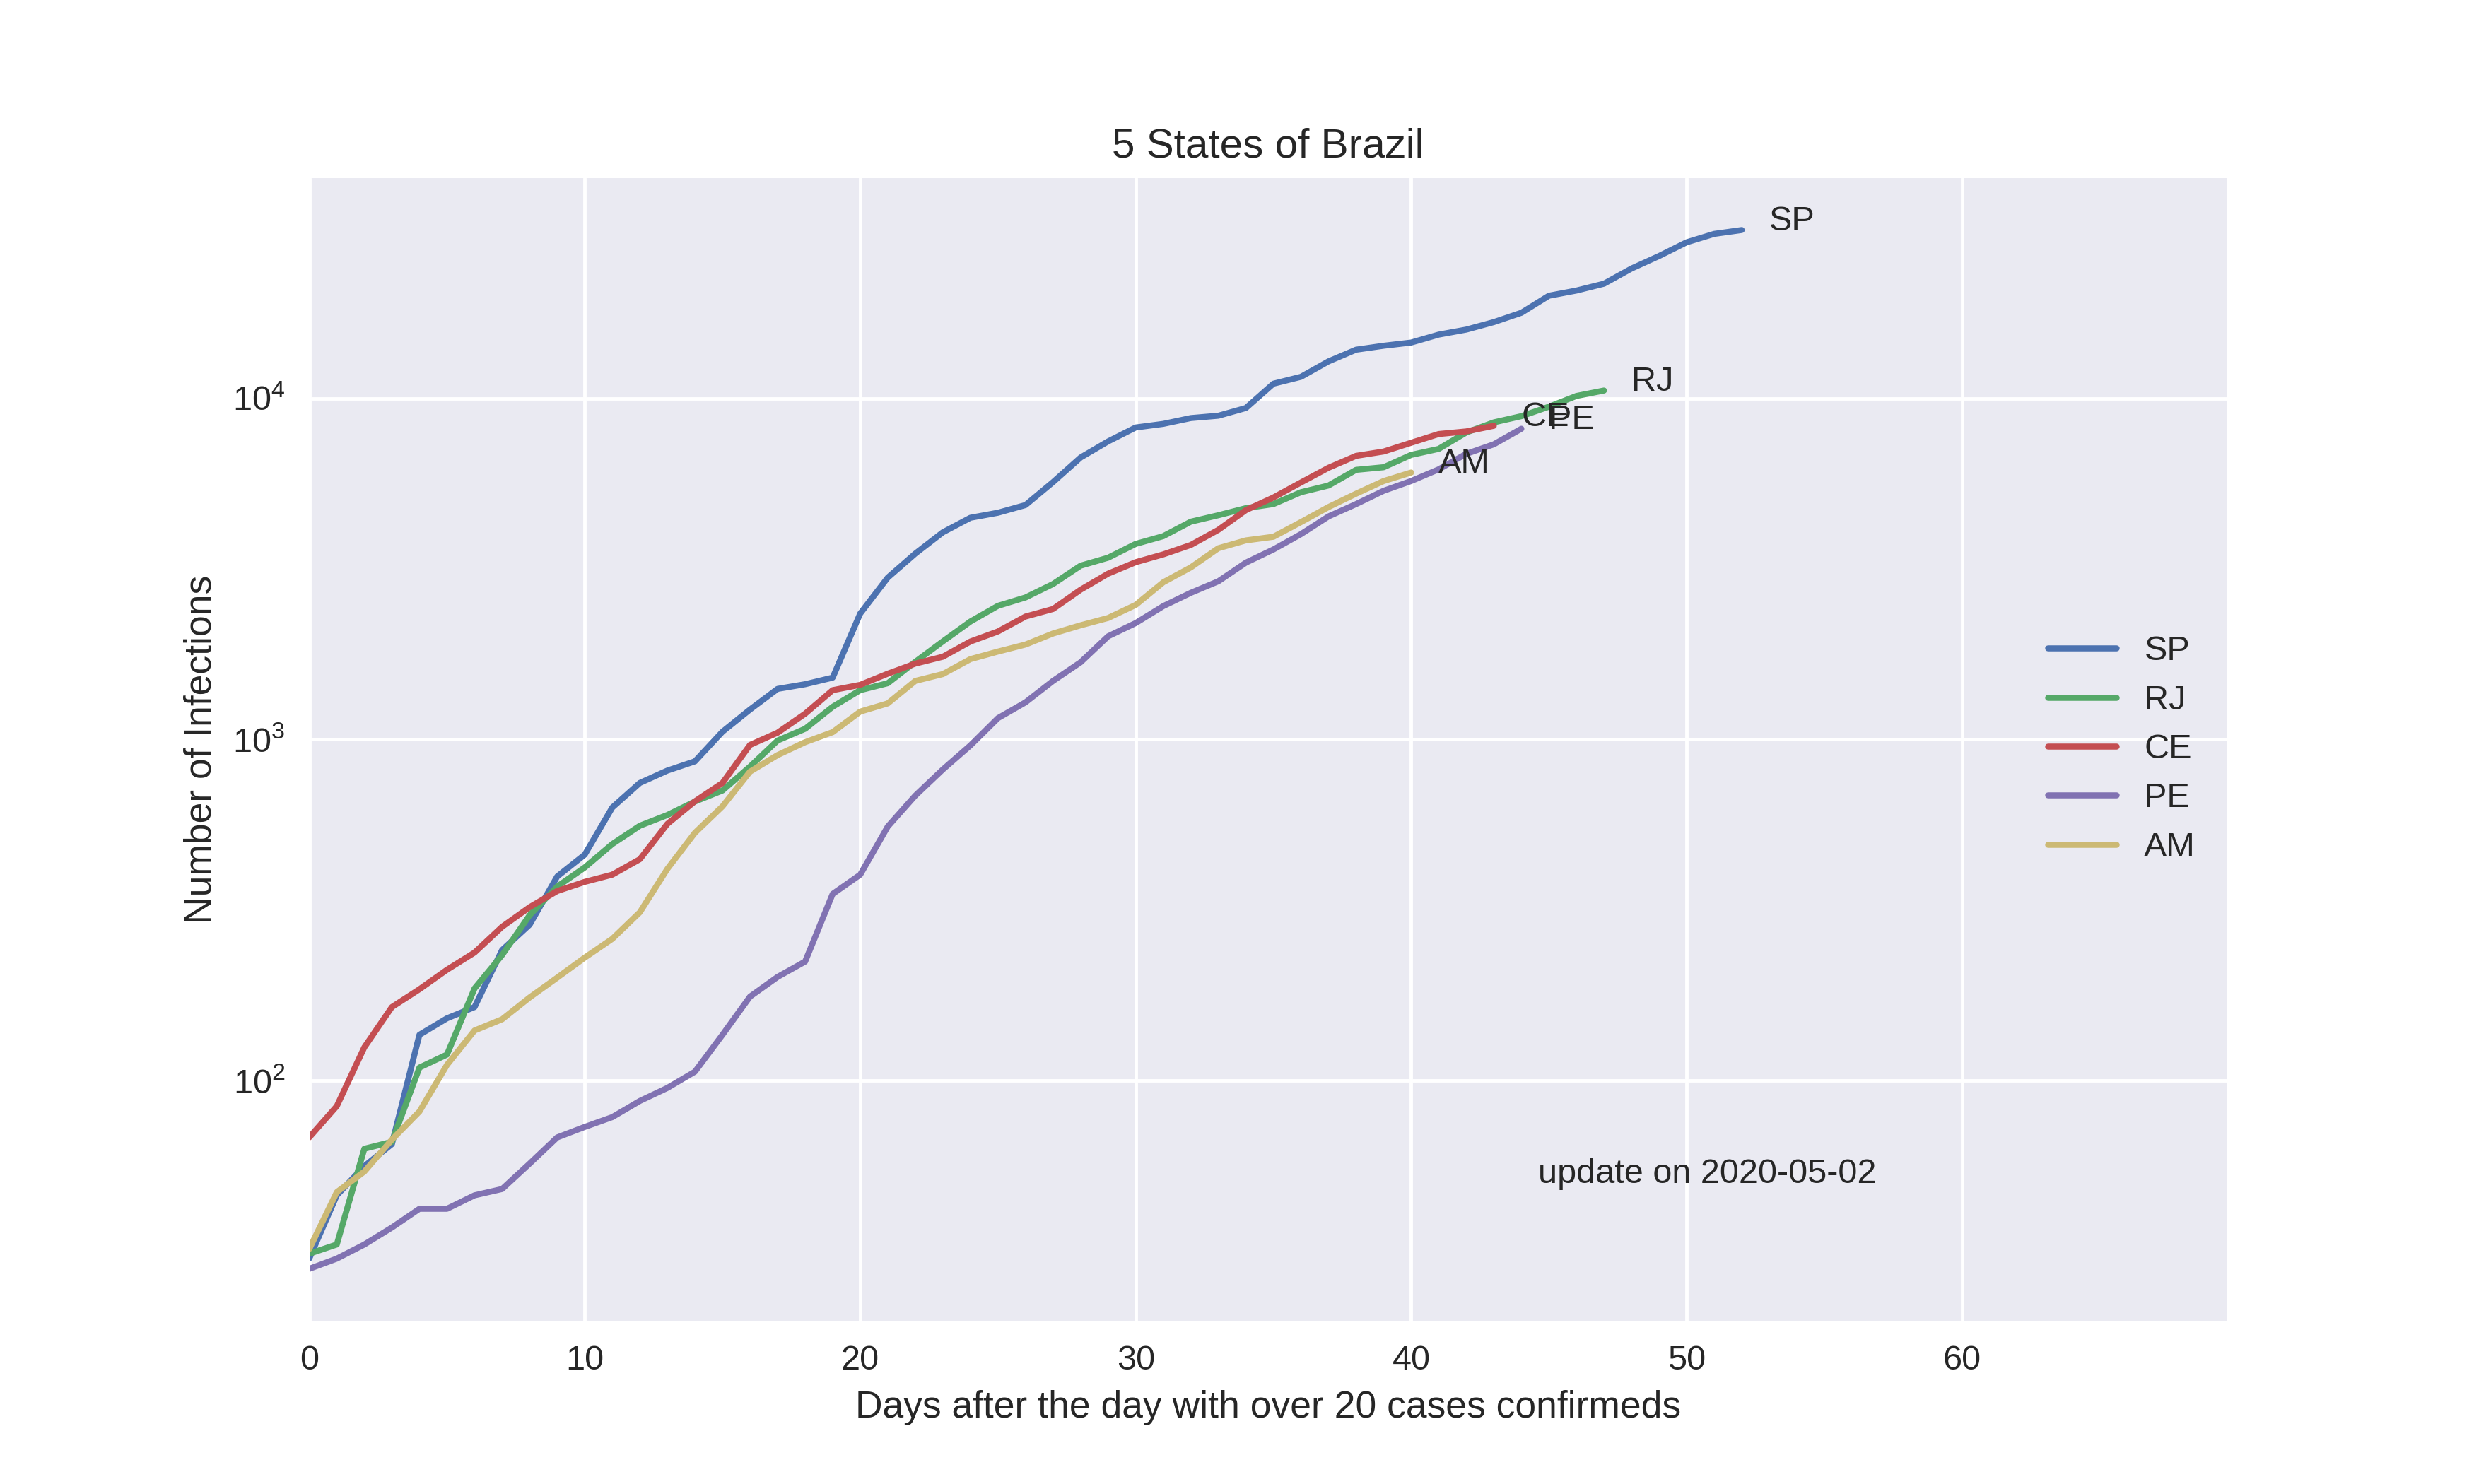 5 States of Brazil
SP
RJ
CE
PE
AM
Number of Infections
10⁴
10³
10²
SP
RJ
CE
PE
AM
update on 2020-05-02
0 10 20 30 40 50 60
Days after the day with over 20 cases confirmeds